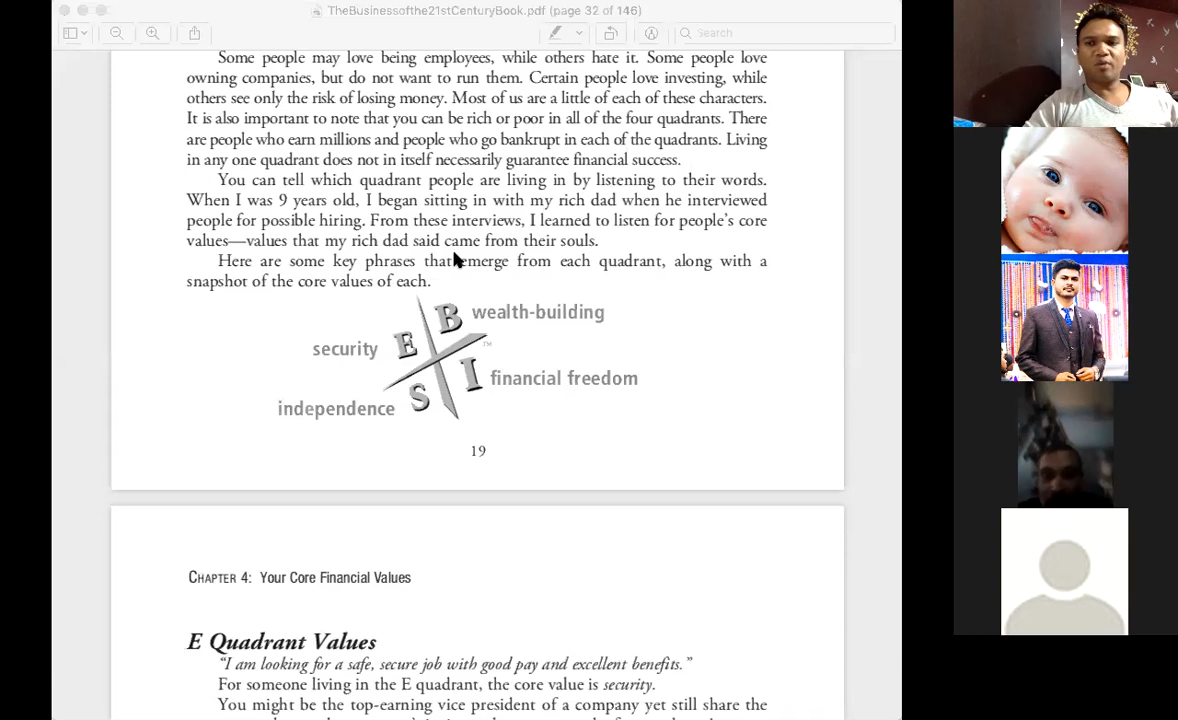 TheBusinessofthe21stCenturyBook.pdf (page 32 of 146)
Search
Some people may love being employees, while others hate it. Some people love
owning companies, but do not want to run them. Certain people love investing, while
others see only the risk of losing money. Most of us are a little of each of these characters.
It is also important to note that you can be rich or poor in all of the four quadrants. There
are people who earn millions and people who go bankrupt in each of the quadrants. Living
in any one quadrant does not in itself necessarily guarantee financial success.
You can tell which quadrant people are living in by listening to their words.
When I was 9 years old, I began sitting in with my rich dad when he interviewed
people for possible hiring. From these interviews, I learned to listen for people's core
values—values that my rich dad said came from their souls.
Here are some key phrases that emerge from each quadrant, along with a
snapshot of the core values of each.
B wealth-building
security E
™
I financial freedom
independence S
19
CHAPTER 4: Your Core Financial Values
E Quadrant Values
"I am looking for a safe, secure job with good pay and excellent benefits."
For someone living in the E quadrant, the core value is security.
You might be the top-earning vice president of a company yet still share the